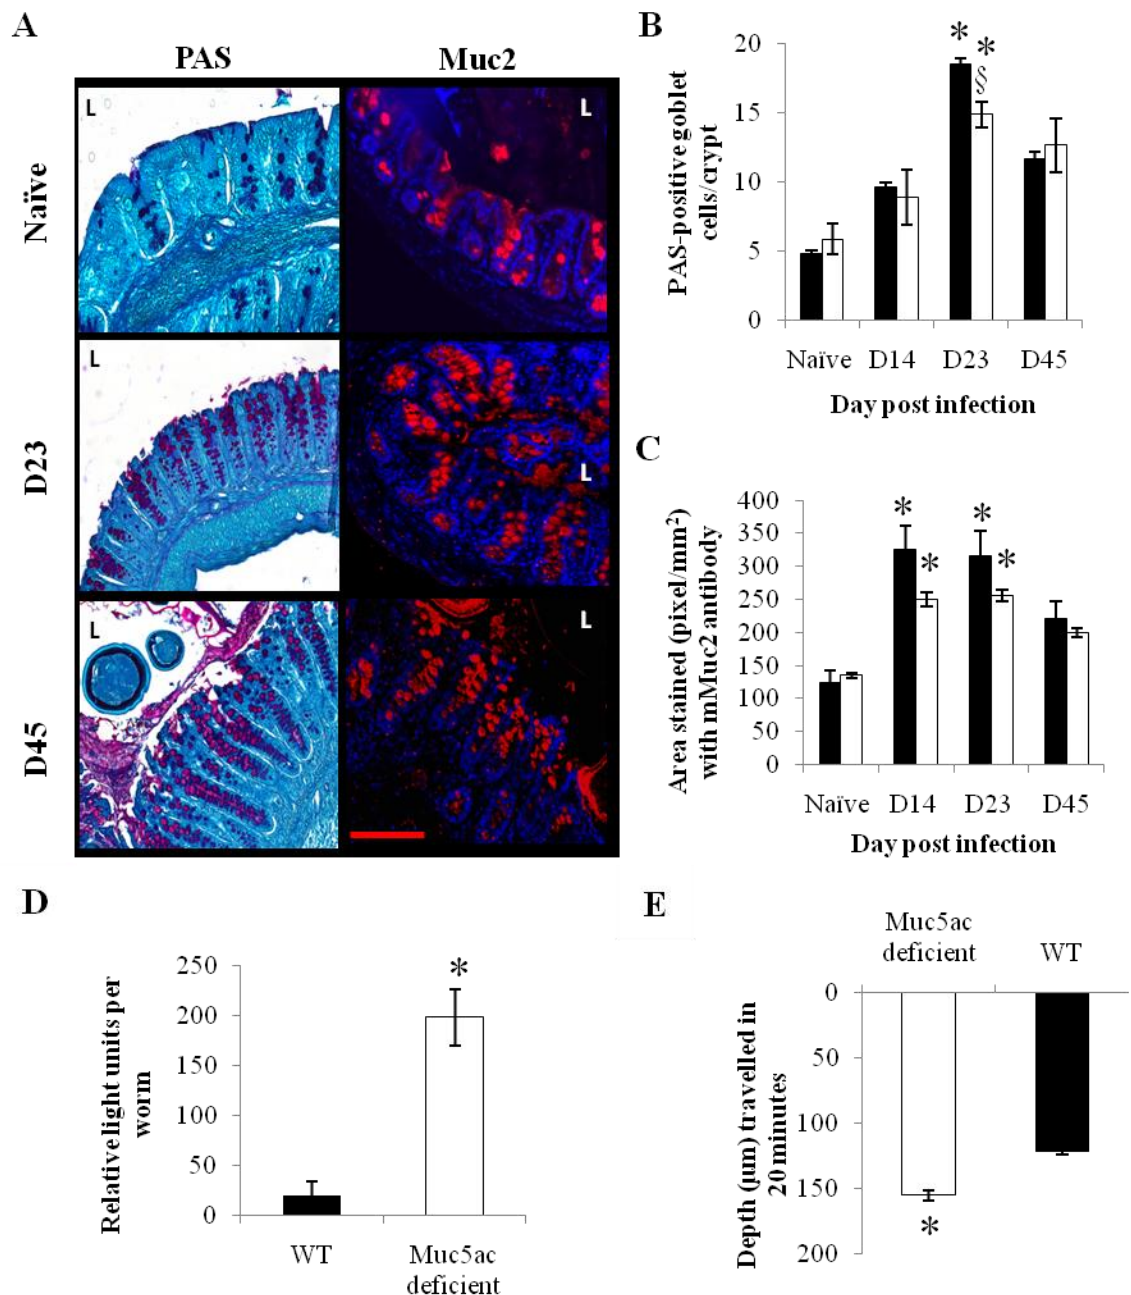 A
PAS
Muc2
Naïve
D23
D45
L
L
L
L
L
L
B
PAS-positive goblet
cells/crypt
20
15
10
5
0
*
*
§
Naïve
D14
D23
D45
Day post infection
C
Area stained (pixel/mm²)
with mMuc2 antibody
400
350
300
250
200
150
100
50
0
*
*
*
*
Naïve
D14
D23
D45
Day post infection
D
Relative light units per
worm
250
200
150
100
50
0
*
WT
Muc5ac
deficient
E
Muc5ac
deficient
WT
Depth (µm) travelled in
20 minutes
0
50
100
150
200
*